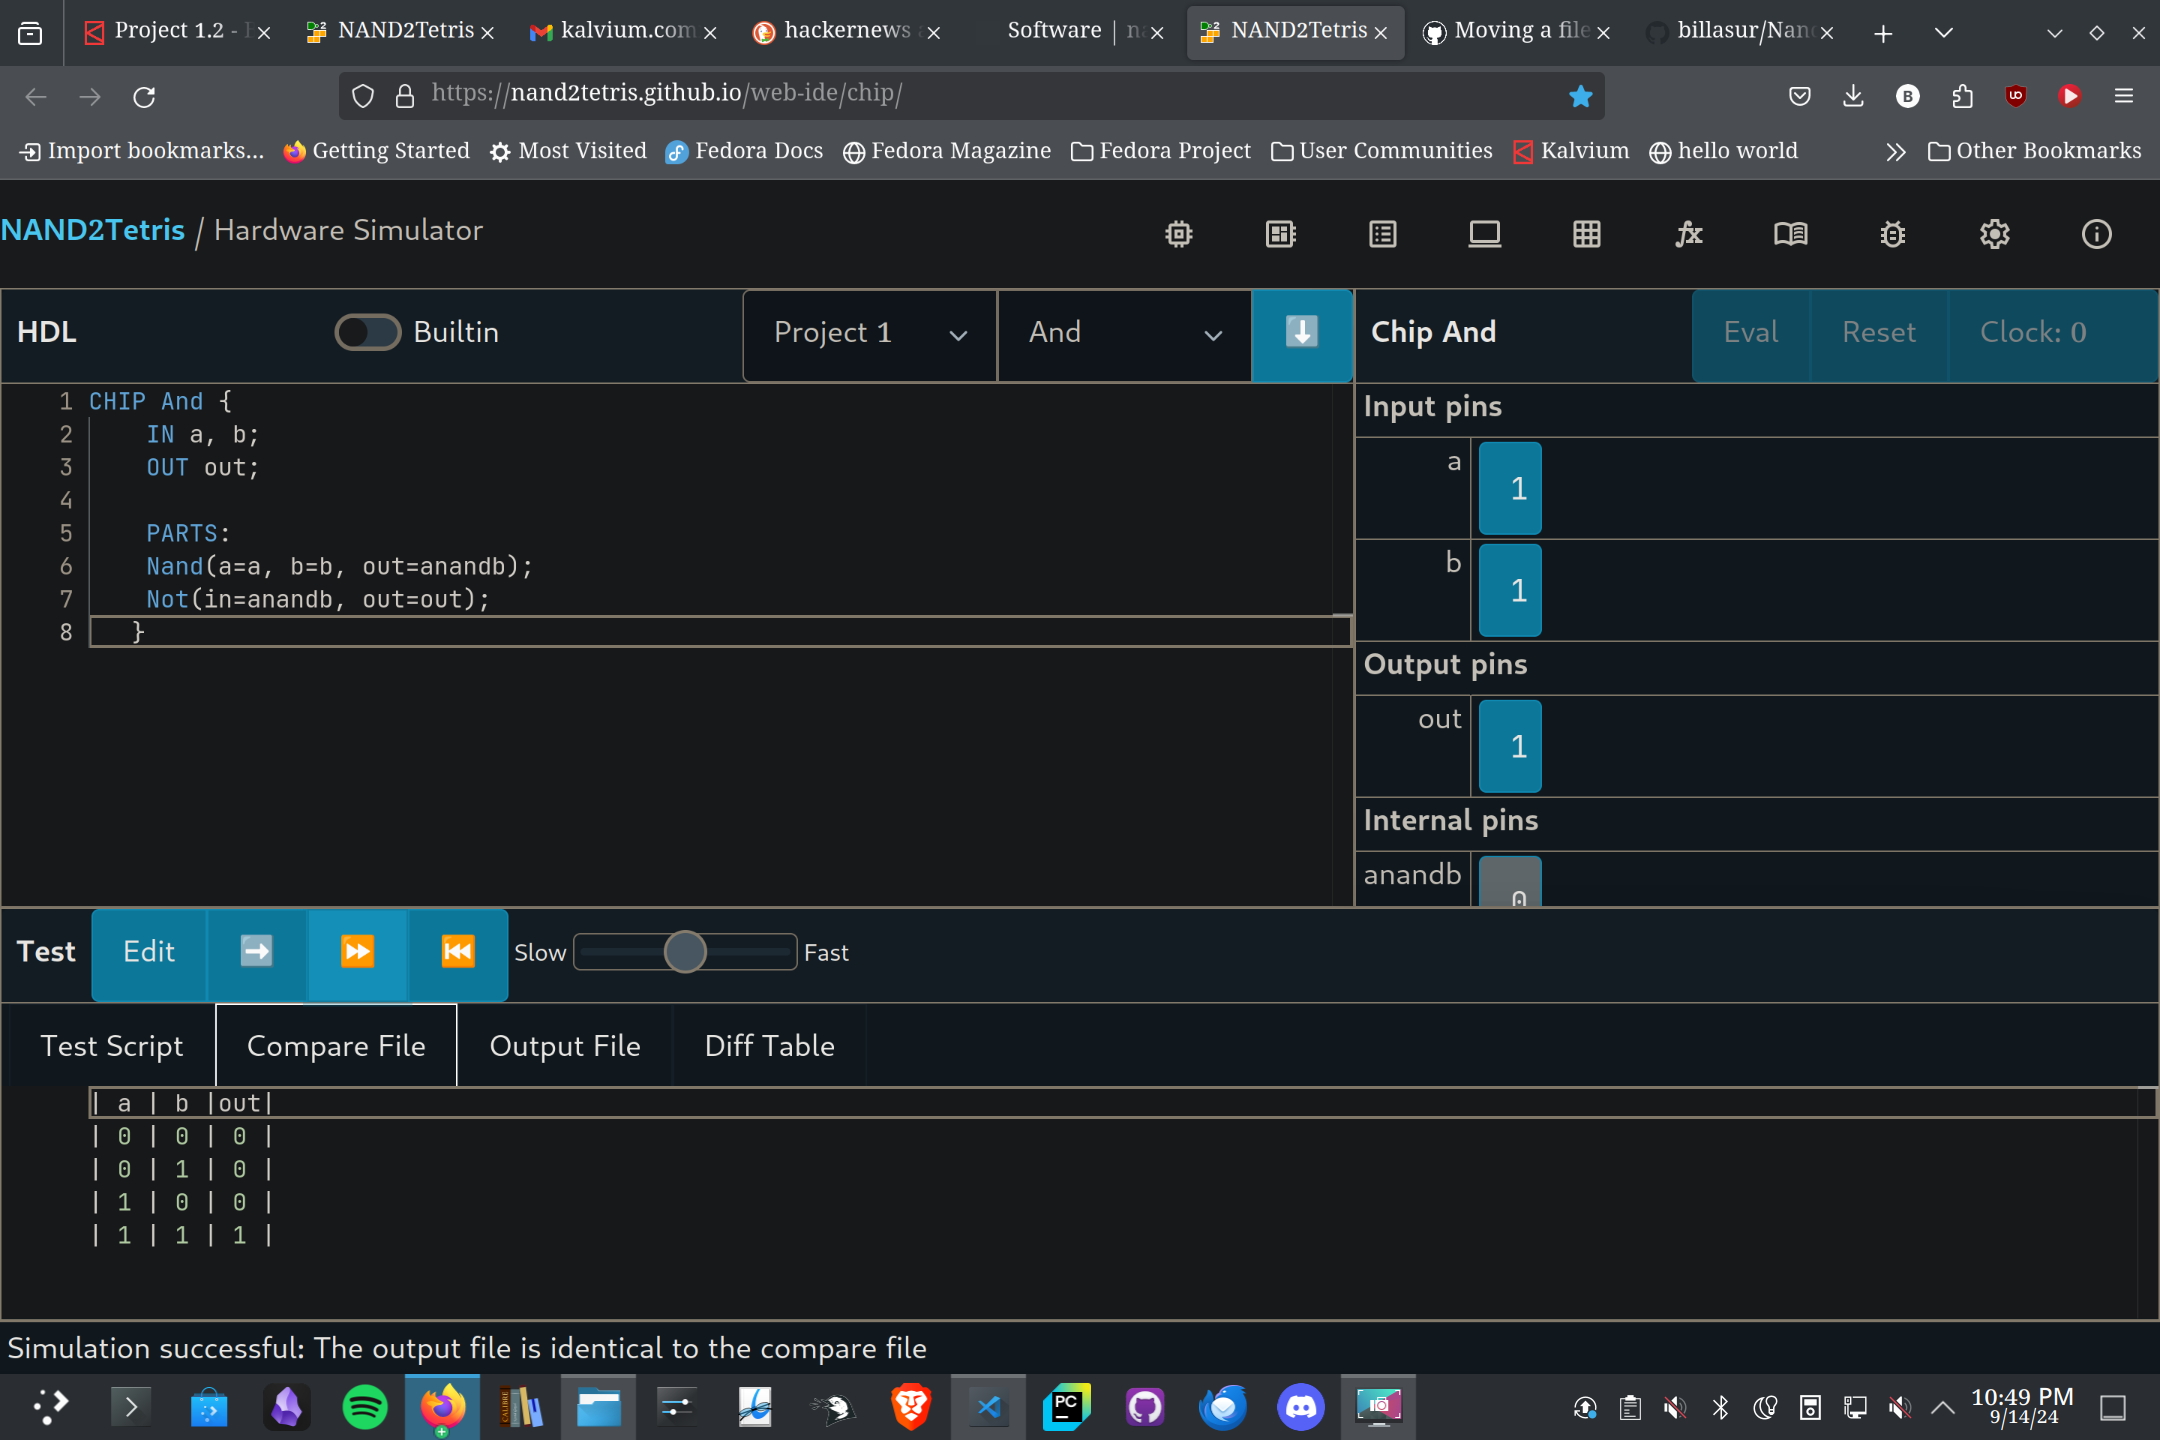 Project 1.2 - NAND2Tetris kalvium.com hackernews Software | NAND2Tetris Moving a file billasur/Nan
https://nand2tetris.github.io/web-ide/chip/
Import bookmarks... Getting Started Most Visited Fedora Docs Fedora Magazine Fedora Project User Communities Kalvium hello world Other Bookmarks
NAND2Tetris / Hardware Simulator
HDL Builtin Project 1 And Chip And Eval Reset Clock: 0
1 CHIP And {
2 IN a, b;
3 OUT out;
4
5 PARTS:
6 Nand(a=a, b=b, out=anandb);
7 Not(in=anandb, out=out);
8 }
Input pins
a 1
b 1
Output pins
out 1
Internal pins
anandb 0
Test Edit Slow Fast
Test Script Compare File Output File Diff Table
| a | b |out|
| 0 | 0 | 0 |
| 0 | 1 | 0 |
| 1 | 0 | 0 |
| 1 | 1 | 1 |
Simulation successful: The output file is identical to the compare file
PC
10:49 PM
9/14/24